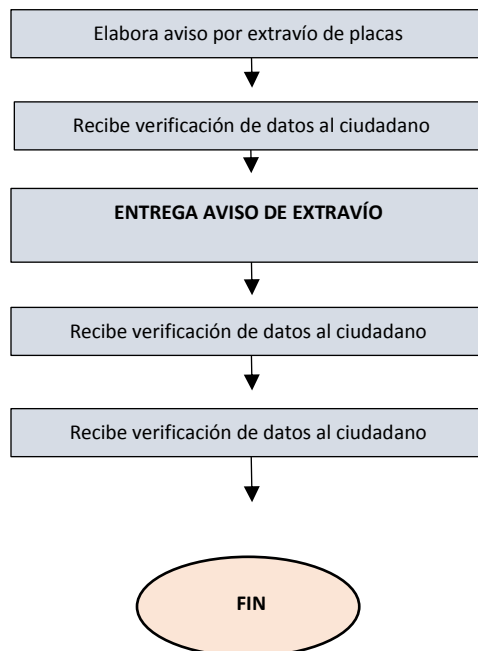 Elabora aviso por extravío de placas
Recibe verificación de datos al ciudadano
ENTREGA AVISO DE EXTRAVÍO
Recibe verificación de datos al ciudadano
Recibe verificación de datos al ciudadano
FIN